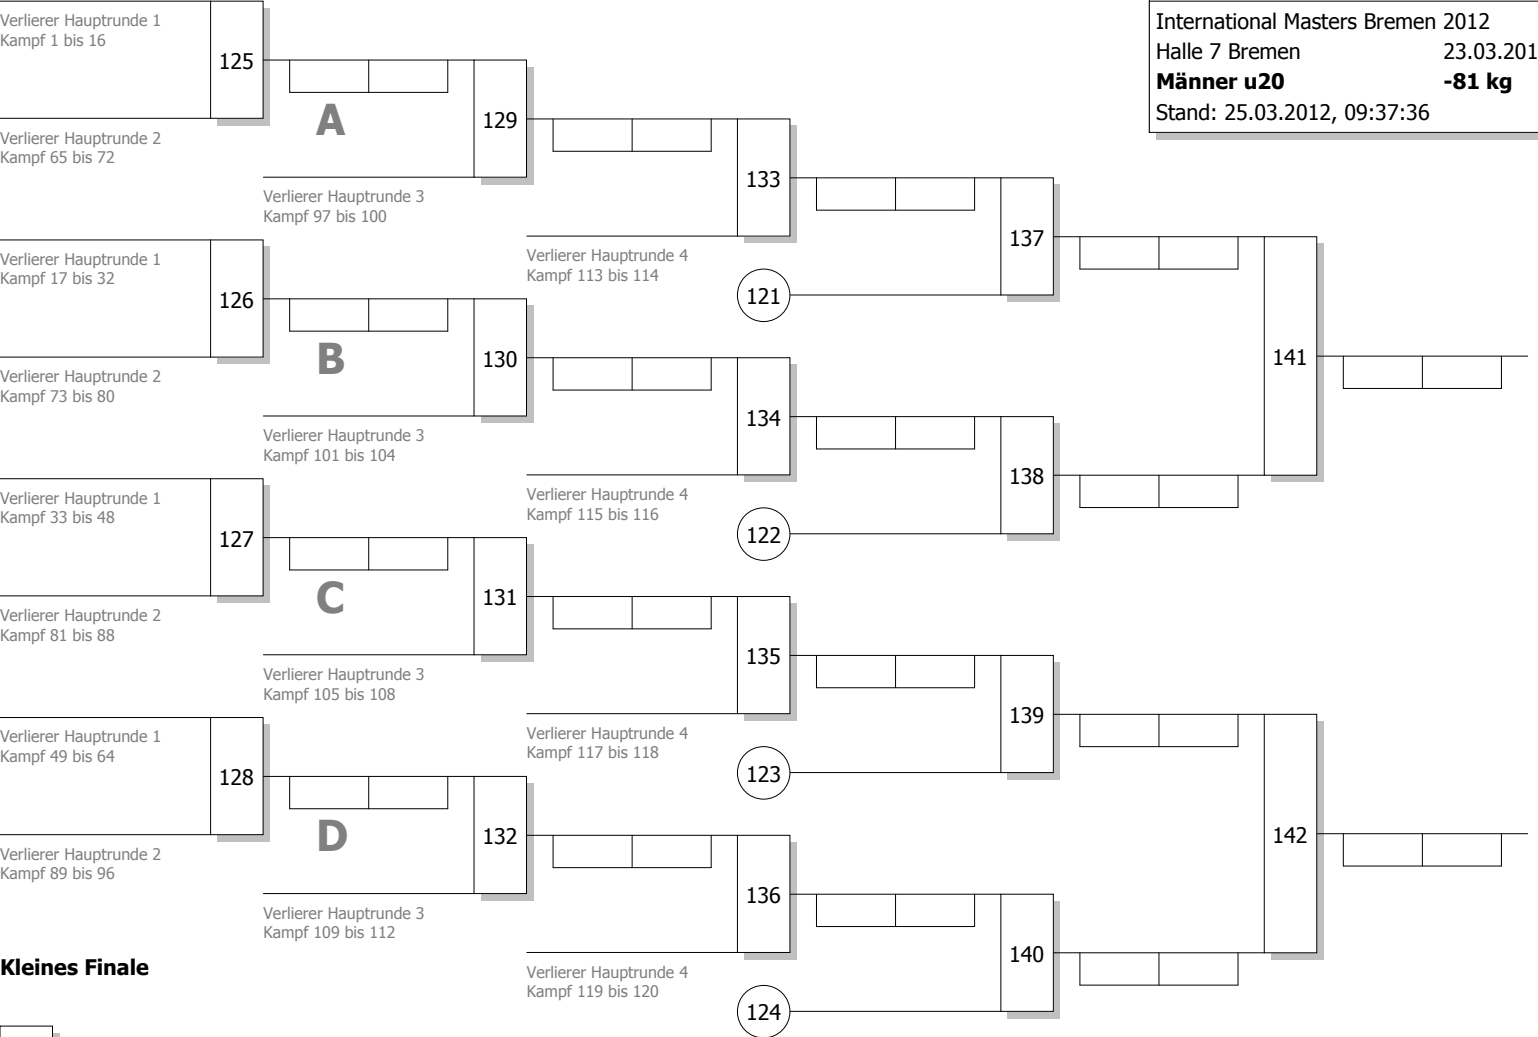 Verlierer Hauptrunde 1
Kampf 1 bis 16
125
Verlierer Hauptrunde 2
Kampf 65 bis 72
A
129
Verlierer Hauptrunde 3
Kampf 97 bis 100
133
Verlierer Hauptrunde 4
Kampf 113 bis 114
121
137
International Masters Bremen 2012
Halle 7 Bremen 23.03.201
Männer u20 -81 kg
Stand: 25.03.2012, 09:37:36
Verlierer Hauptrunde 1
Kampf 17 bis 32
126
Verlierer Hauptrunde 2
Kampf 73 bis 80
B
130
Verlierer Hauptrunde 3
Kampf 101 bis 104
134
Verlierer Hauptrunde 4
Kampf 115 bis 116
122
138
141
Verlierer Hauptrunde 1
Kampf 33 bis 48
127
Verlierer Hauptrunde 2
Kampf 81 bis 88
C
131
Verlierer Hauptrunde 3
Kampf 105 bis 108
135
Verlierer Hauptrunde 4
Kampf 117 bis 118
123
139
Verlierer Hauptrunde 1
Kampf 49 bis 64
128
Verlierer Hauptrunde 2
Kampf 89 bis 96
D
132
Verlierer Hauptrunde 3
Kampf 109 bis 112
136
Verlierer Hauptrunde 4
Kampf 119 bis 120
124
140
142
Kleines Finale